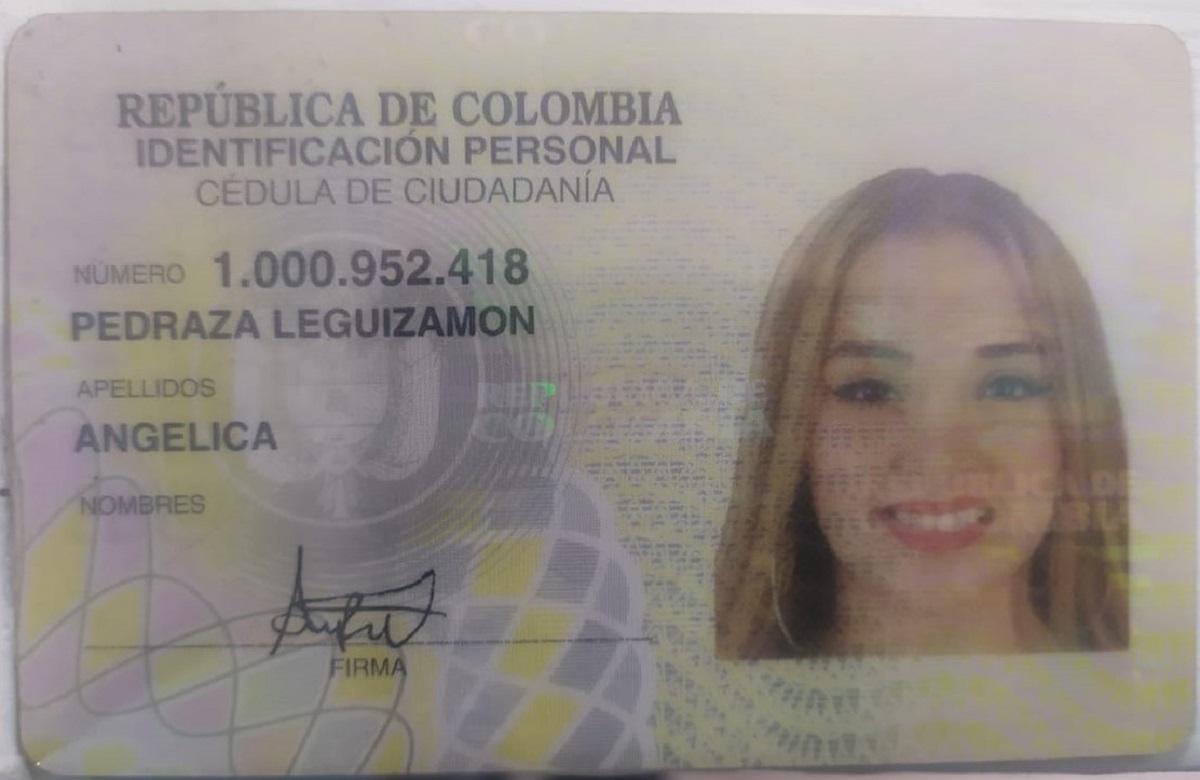 REPÚBLICA DE COLOMBIA
IDENTIFICACIÓN PERSONAL
CÉDULA DE CIUDADANÍA
NÚMERO 1.000.952.418
PEDRAZA LEGUIZAMON
APELLIDOS
ANGELICA
NOMBRES
FIRMA